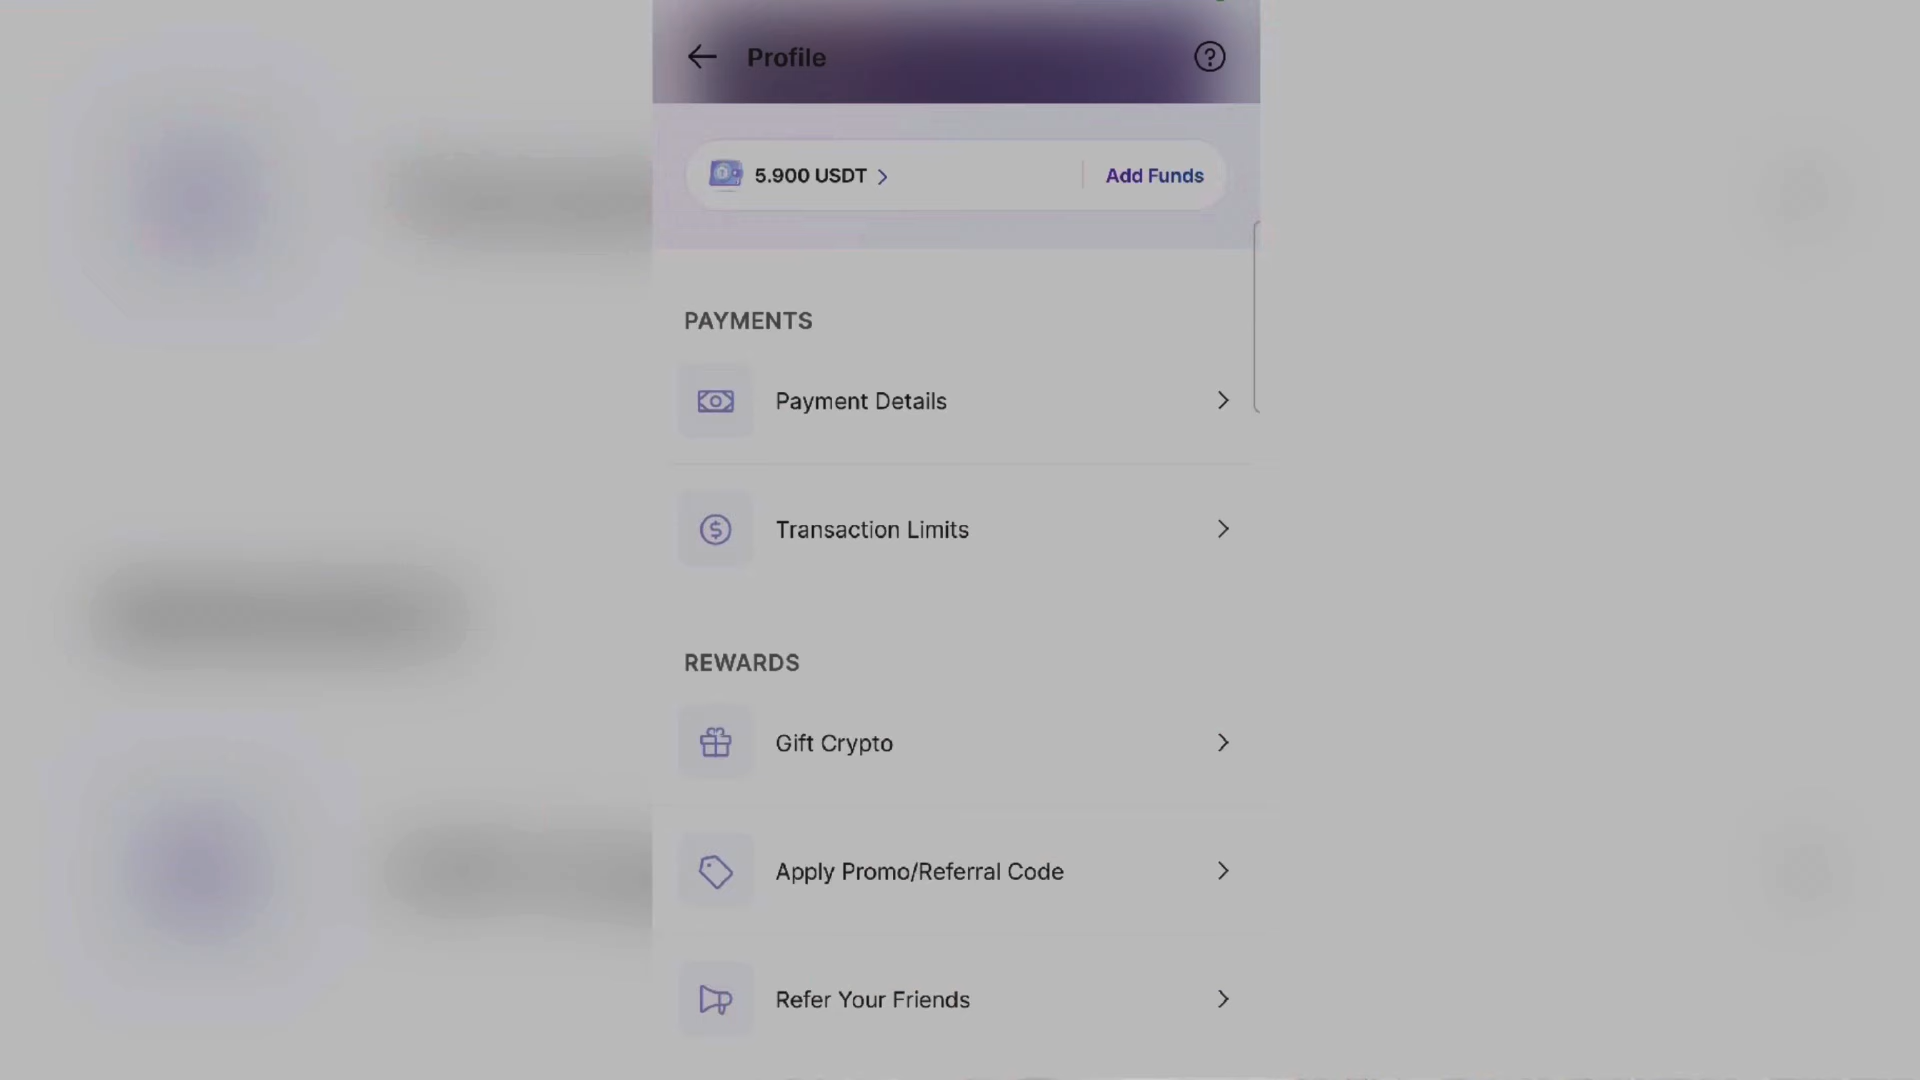 Profile
5.900 USDT
Add Funds
PAYMENTS
Payment Details
Transaction Limits
REWARDS
Gift Crypto
Apply Promo/Referral Code
Refer Your Friends